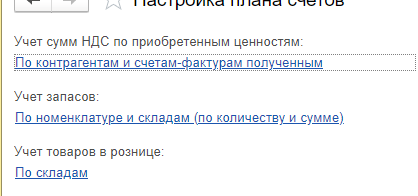 Настройка плана счетов
Учет сумм НДС по приобретенным ценностям:
По контрагентам и счетам-фактурам полученным
Учет запасов:
По номенклатуре и складам (по количеству и сумме)
Учет товаров в рознице:
По складам